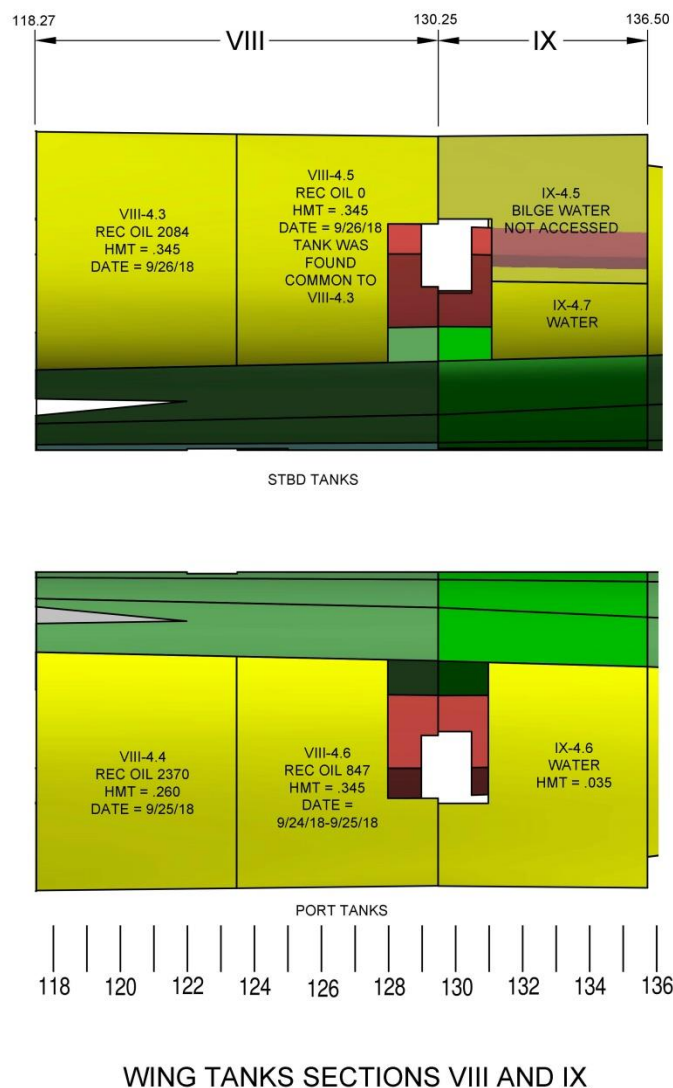 118.27 130.25 136.50
VIII IX
VIII-4.3
REC OIL 2084
HMT = .345
DATE = 9/26/18
VIII-4.5
REC OIL 0
HMT = .345
DATE = 9/26/18
TANK WAS
FOUND
COMMON TO
VIII-4.3
IX-4.5
BILGE WATER
NOT ACCESSED
IX-4.7
WATER
STBD TANKS
VIII-4.4
REC OIL 2370
HMT = .260
DATE = 9/25/18
VIII-4.6
REC OIL 847
HMT = .345
DATE =
9/24/18-9/25/18
IX-4.6
WATER
HMT = .035
PORT TANKS
118 120 122 124 126 128 130 132 134 136
WING TANKS SECTIONS VIII AND IX